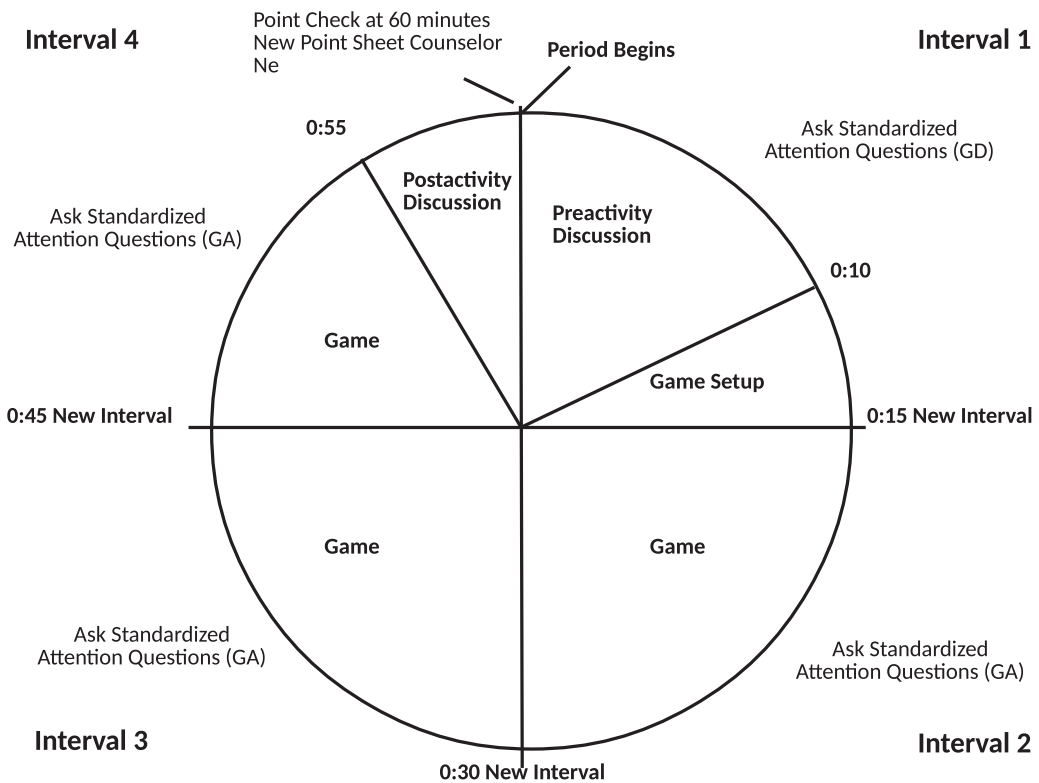 Interval 4
Point Check at 60 minutes
New Point Sheet Counselor
Ne
Period Begins
Interval 1
0:55
Ask Standardized
Attention Questions (GD)
Postactivity
Discussion
Preactivity
Discussion
Ask Standardized
Attention Questions (GA)
0:10
Game
Game Setup
0:45 New Interval
0:15 New Interval
Game
Game
Ask Standardized
Attention Questions (GA)
Ask Standardized
Attention Questions (GA)
Interval 3
Interval 2
0:30 New Interval